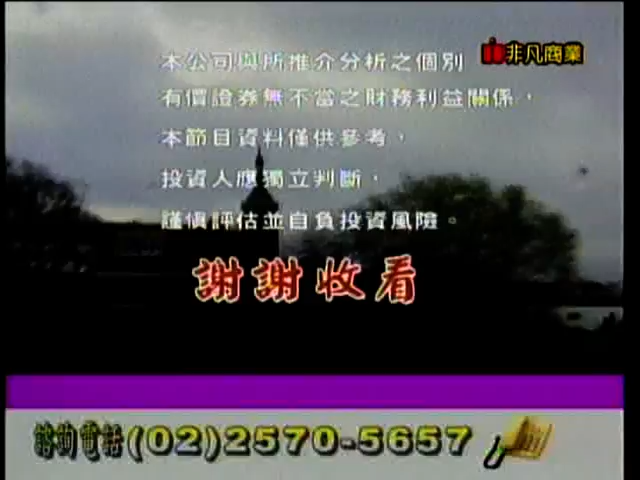 非凡商業
本公司與所推介分析之個別
有價證券無不當之財務利益關係，
本節目資料僅供參考，
投資人應獨立判斷，
謹慎評估並自負投資風險。
謝謝收看
諮詢電話(02)2570-5657